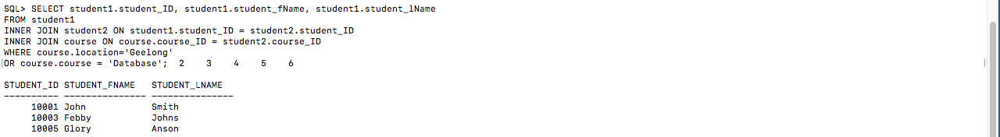 SQL> SELECT student1.student_ID, student1.student_fName, student1.student_lName
FROM student1
INNER JOIN student2 ON student1.student_ID = student2.student_ID
INNER JOIN course ON course.course_ID = student2.course_ID
WHERE course.location='Geelong'
[OR course.course = 'Database';  2    3    4    5    6 ]

STUDENT_ID STUDENT_FNAME   STUDENT_LNAME
---------- --------------- ---------------
     10001 John            Smith
     10003 Febby           Johns
     10005 Glory           Anson